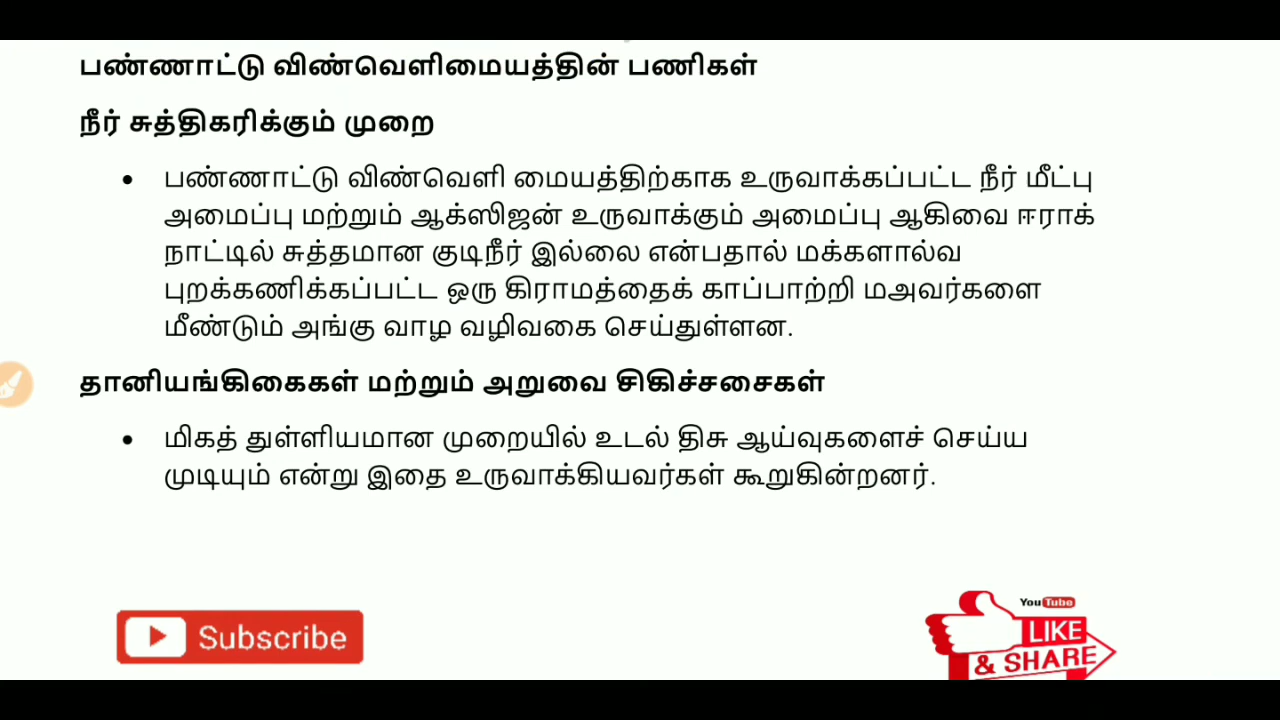 பண்ணாட்டு விண்வெளிமையத்தின் பணிகள்
நீர் சுத்திகரிக்கும் முறை
• பண்ணாட்டு விண்வெளி மையத்திற்காக உருவாக்கப்பட்ட நீர் மீட்பு
அமைப்பு மற்றும் ஆக்ஸிஜன் உருவாக்கும் அமைப்பு ஆகிவை ஈராக்
நாட்டில் சுத்தமான குடிநீர் இல்லை என்பதால் மக்களால்வ
புறக்கணிக்கப்பட்ட ஒரு கிராமத்தைக் காப்பாற்றி மஅவர்களை
மீண்டும் அங்கு வாழ வழிவகை செய்துள்ளன.
தானியங்கிகைகள் மற்றும் அறுவை சிகிச்சசைகள்
• மிகத் துள்ளியமான முறையில் உடல் திசு ஆய்வுகளைச் செய்ய
முடியும் என்று இதை உருவாக்கியவர்கள் கூறுகின்றனர்.
Subscribe
YouTube
LIKE
& SHARE